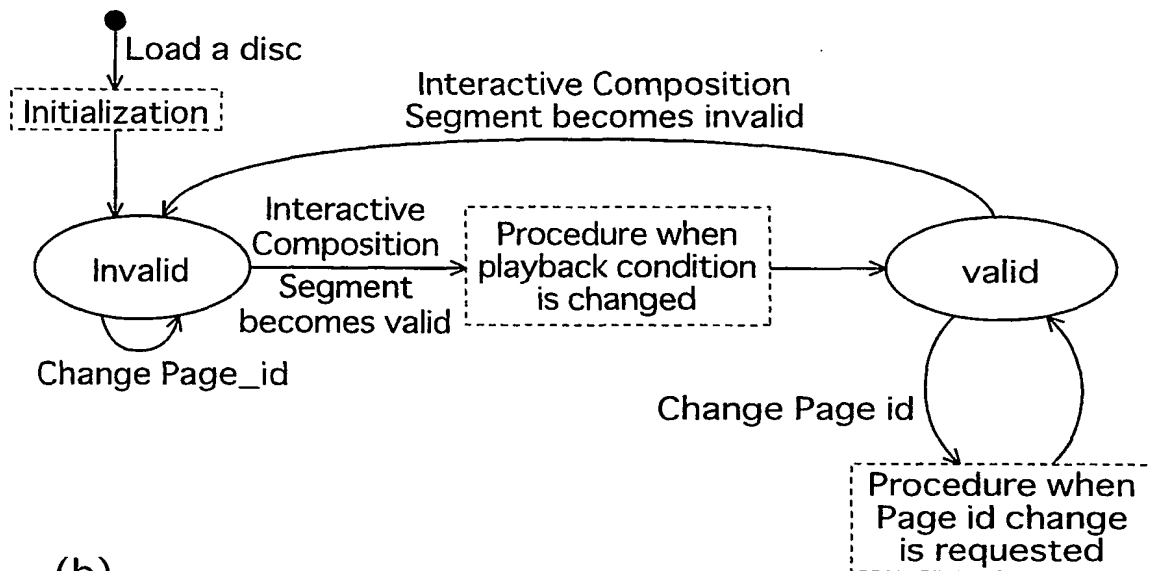 Load a disc
Initialization
Interactive Composition
Segment becomes invalid
Invalid
Interactive
Composition
Segment
becomes valid
Procedure when
playback condition
is changed
valid
Change Page_id
Change Page id
Procedure when
Page id change
is requested
(b)